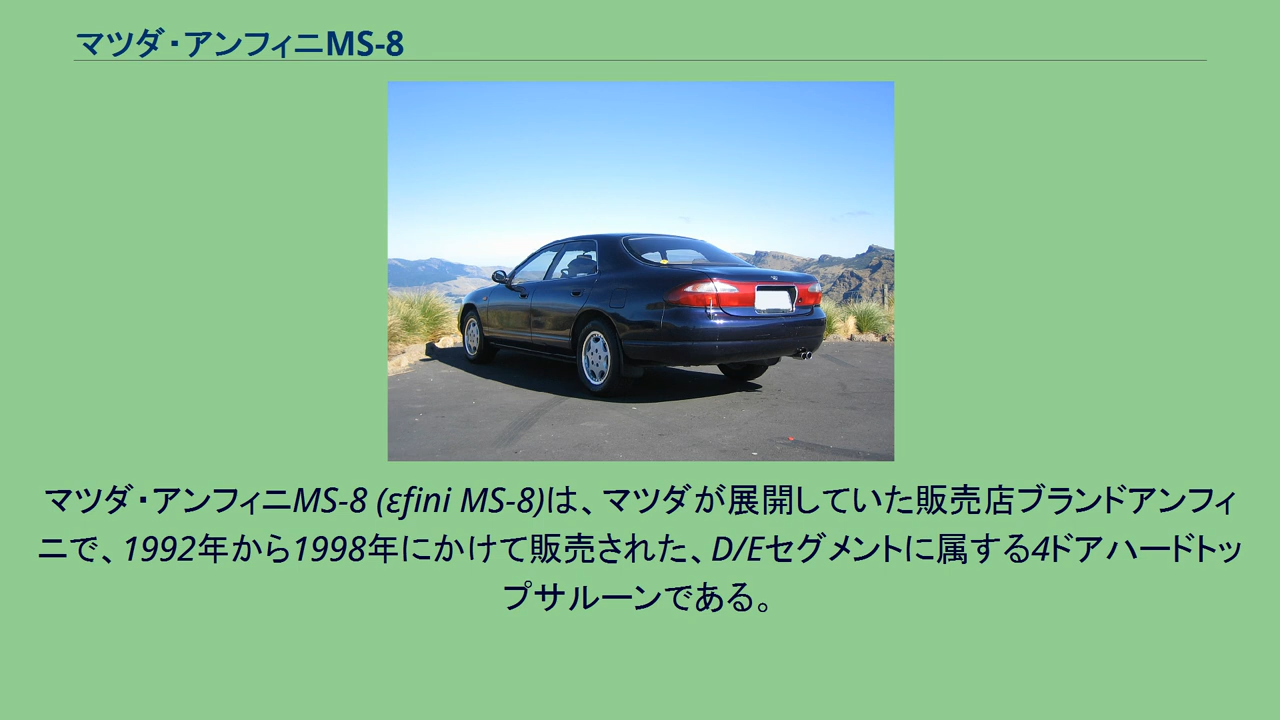 マツダ・アンフィニMS-8
マツダ・アンフィニMS-8 (εfini MS-8)は、マツダが展開していた販売店ブランドアンフィ
ニで、1992年から1998年にかけて販売された、D/Eセグメントに属する4ドアハードトッ
プサルーンである。